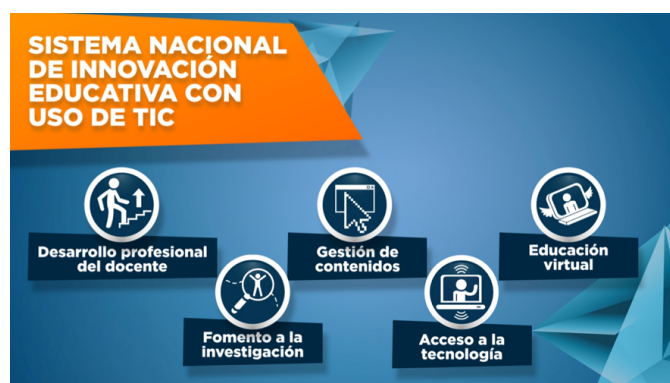 SISTEMA NACIONAL
DE INNOVACIÓN
EDUCATIVA CON
USO DE TIC
Desarrollo profesional
del docente
Gestión de
contenidos
Educación
virtual
Fomento a la
investigación
Acceso a la
tecnología